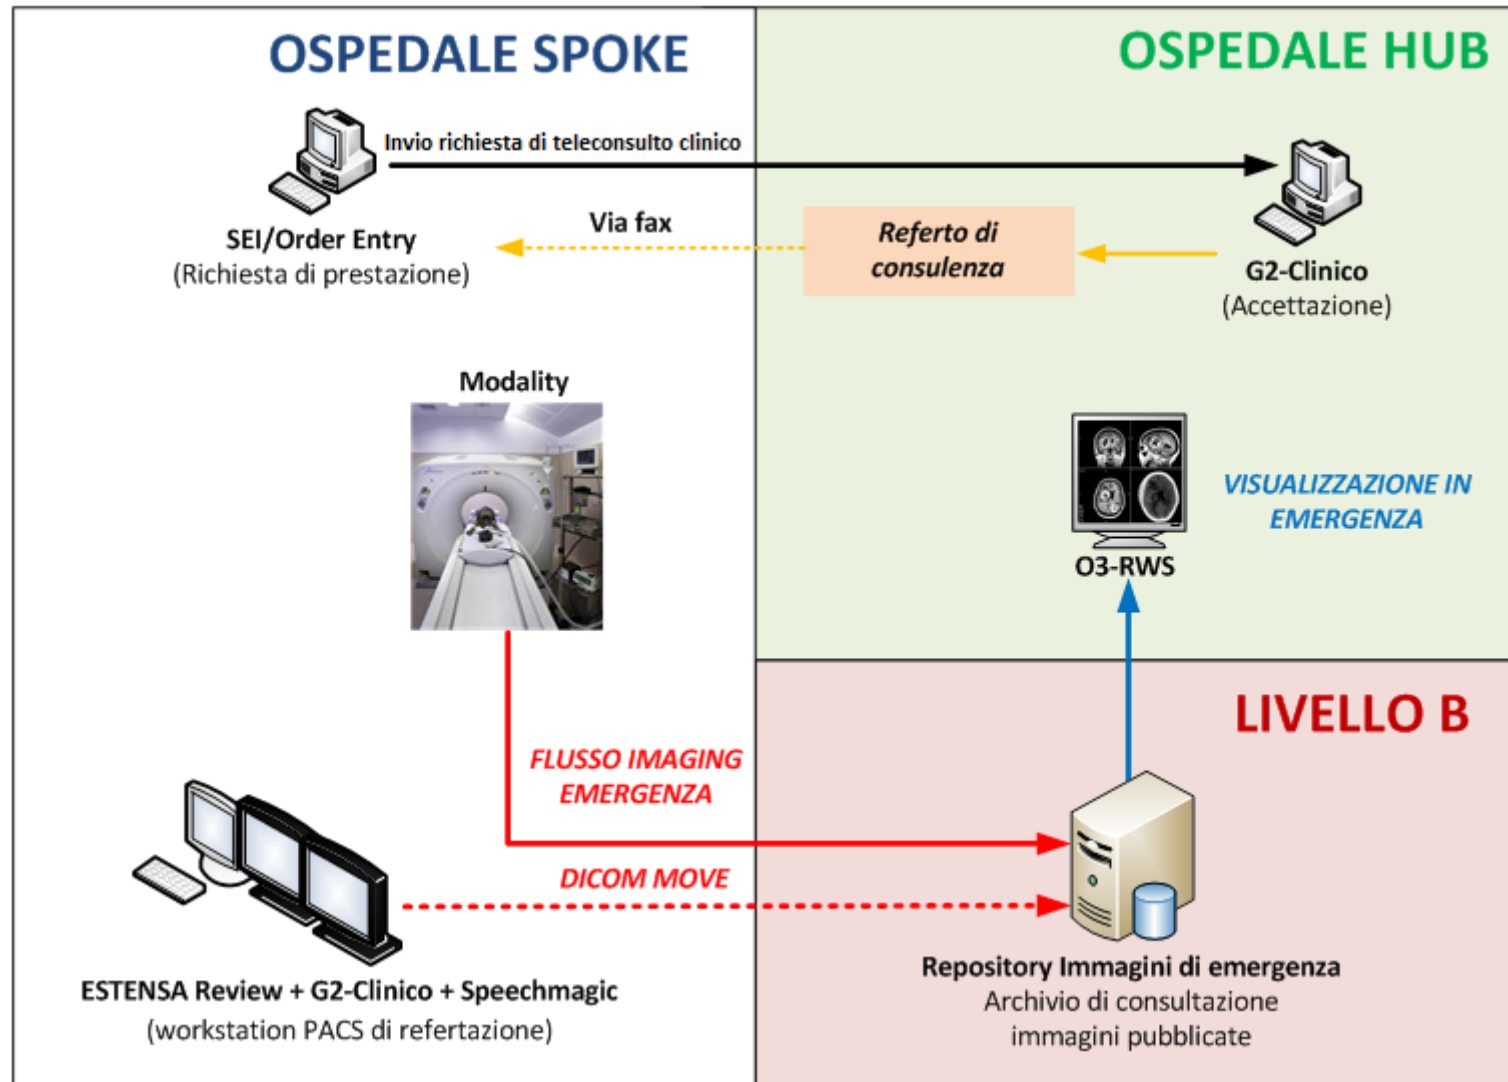 OSPEDALE SPOKE
OSPEDALE HUB
Invio richiesta di teleconsulto clinico
SEI/Order Entry
(Richiesta di prestazione)
Via fax
Referto di
consulenza
G2-Clinico
(Accettazione)
Modality
VISUALIZZAZIONE IN
EMERGENZA
O3-RWS
LIVELLO B
FLUSSO IMAGING
EMERGENZA
DICOM MOVE
ESTENSA Review + G2-Clinico + Speechmagic
(workstation PACS di refertazione)
Repository Immagini di emergenza
Archivio di consultazione
immagini pubblicate